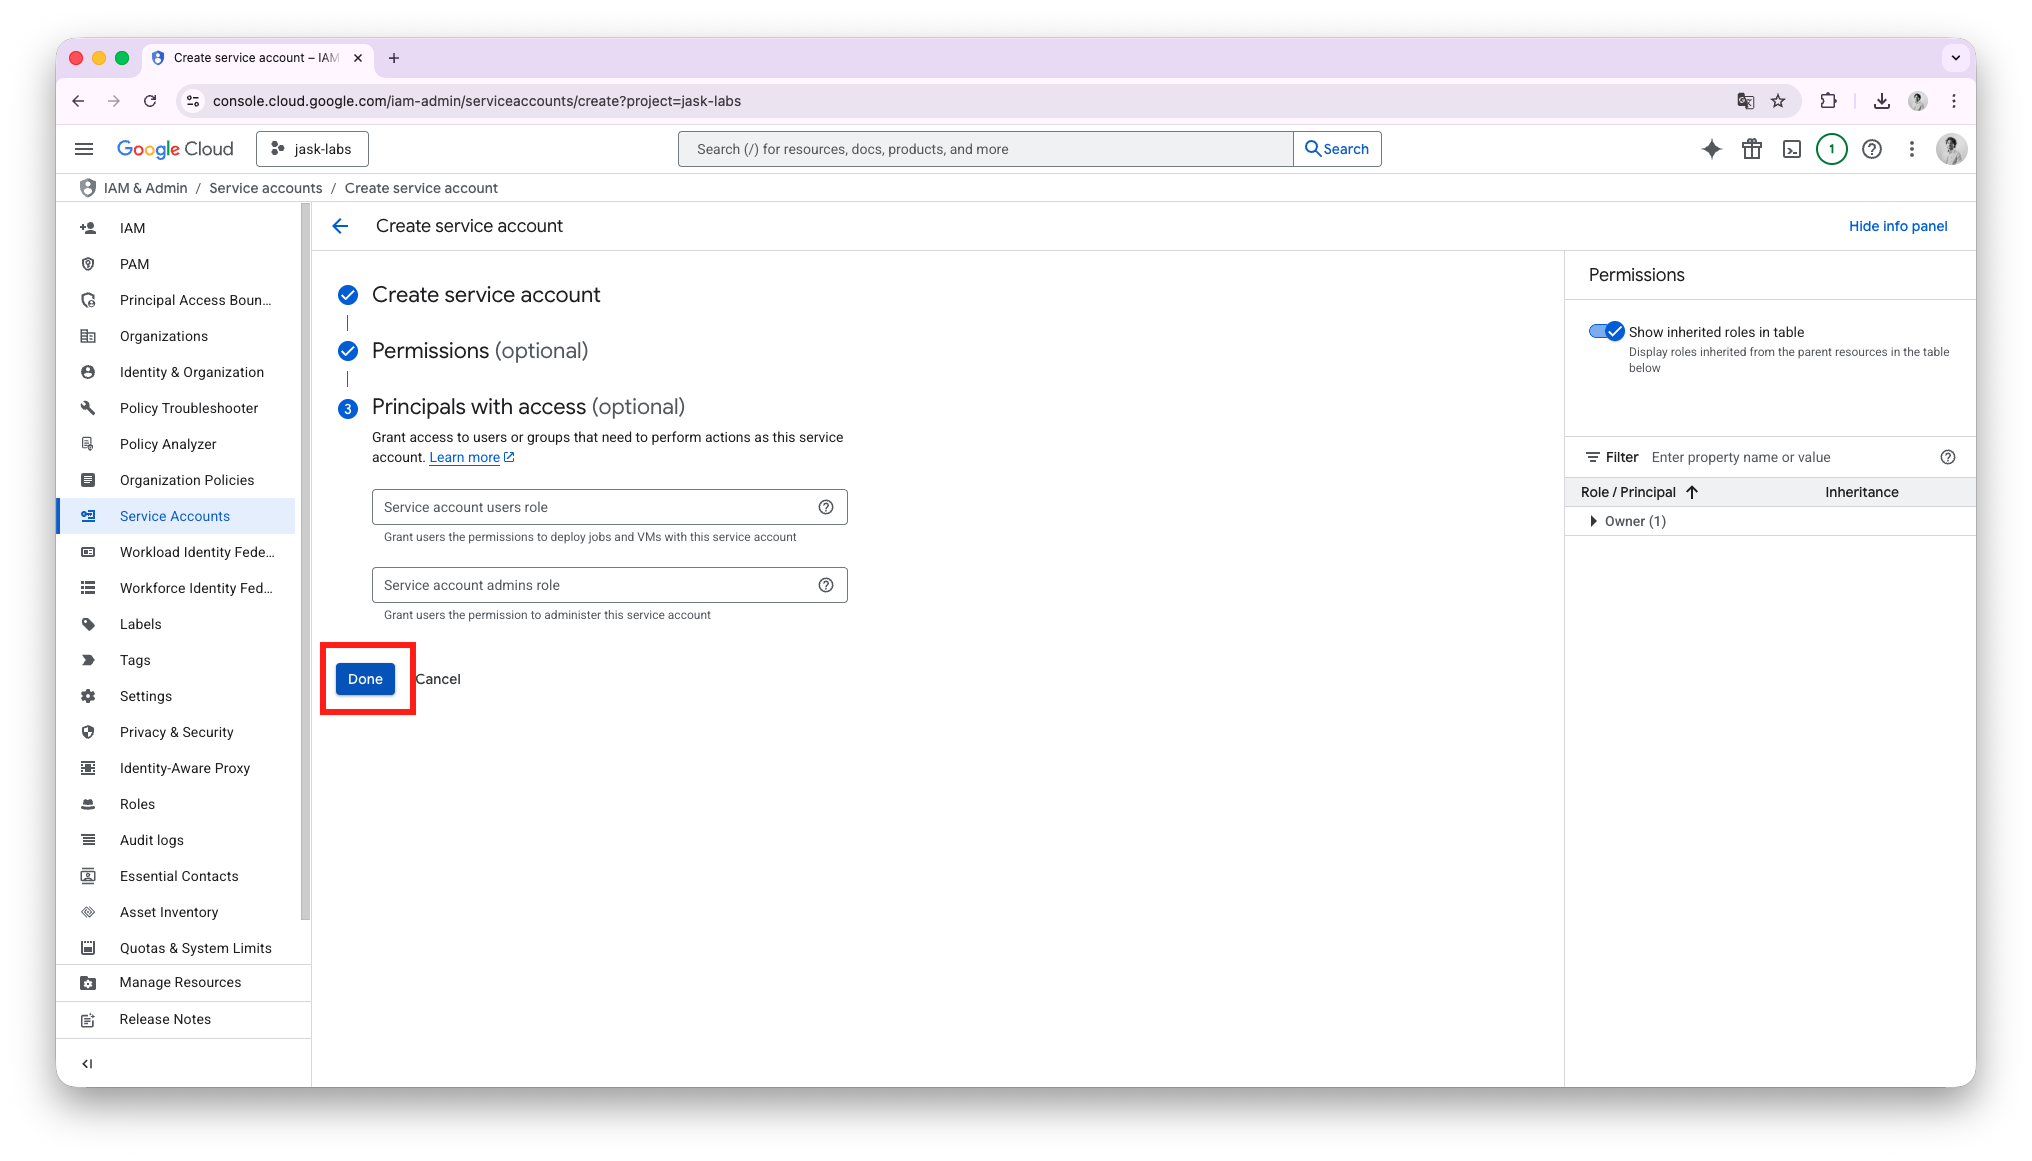 Create service account – IAM
console.cloud.google.com/iam-admin/serviceaccounts/create?project=jask-labs
Google Cloud
jask-labs
Search (/) for resources, docs, products, and more
Search
1
IAM & Admin / Service accounts / Create service account
IAM
PAM
Principal Access Boun...
Organizations
Identity & Organization
Policy Troubleshooter
Policy Analyzer
Organization Policies
Service Accounts
Workload Identity Fede...
Workforce Identity Fed...
Labels
Tags
Settings
Privacy & Security
Identity-Aware Proxy
Roles
Audit logs
Essential Contacts
Asset Inventory
Quotas & System Limits
Manage Resources
Release Notes
Create service account
Hide info panel
Create service account
Permissions (optional)
3
Principals with access (optional)
Grant access to users or groups that need to perform actions as this service
account. Learn more
Service account users role
Grant users the permissions to deploy jobs and VMs with this service account
Service account admins role
Grant users the permission to administer this service account
Done
Cancel
Permissions
Show inherited roles in table
Display roles inherited from the parent resources in the table
below
Filter Enter property name or value
Role / Principal Inheritance
Owner (1)